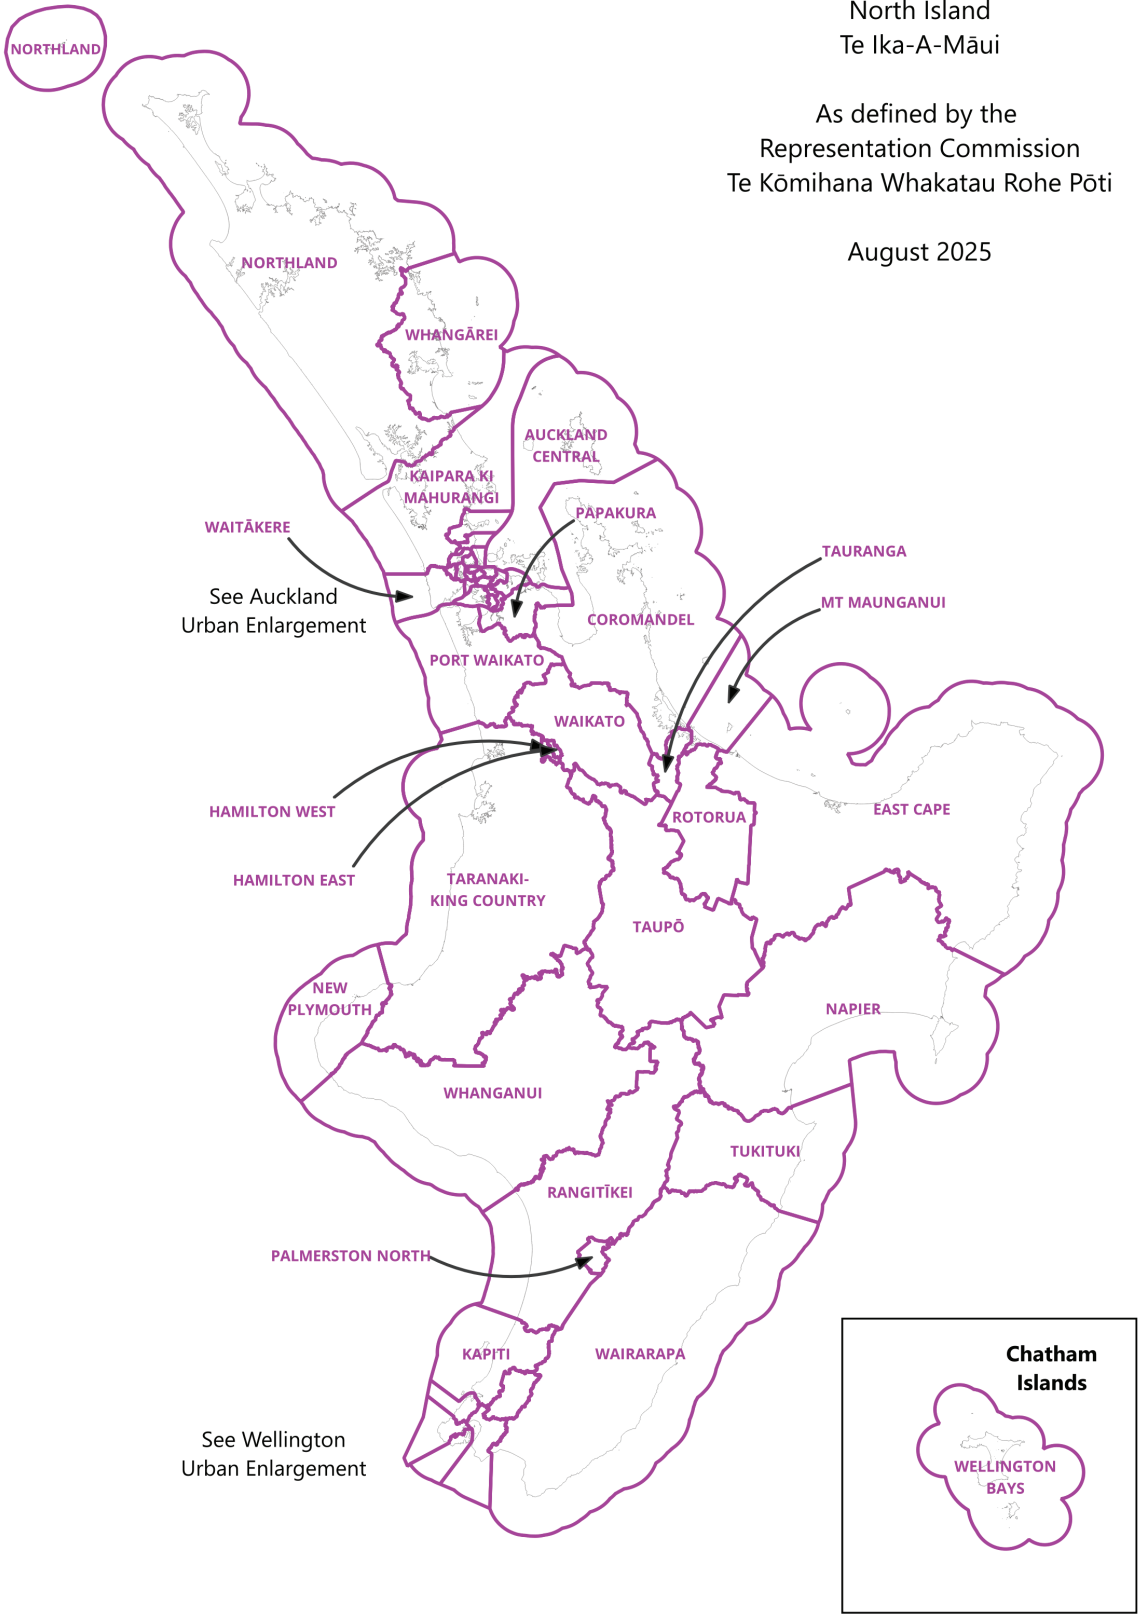 North Island
Te Ika-A-Māui
As defined by the
Representation Commission
Te Kōmihana Whakatau Rohe Pōti
August 2025
NORTHLAND
NORTHLAND
WHANGĀREI
AUCKLAND
CENTRAL
KAIPARA KI
MAHURANGI
PAPAKURA
WAITĀKERE
TAURANGA
See Auckland
Urban Enlargement
MT MAUNGANUI
COROMANDEL
PORT WAIKATO
WAIKATO
HAMILTON WEST
ROTORUA
EAST CAPE
HAMILTON EAST
TARANAKI-
KING COUNTRY
TAUPŌ
NEW
PLYMOUTH
NAPIER
WHANGANUI
TUKITUKI
RANGITĪKEI
PALMERSTON NORTH
KAPITI
WAIRARAPA
See Wellington
Urban Enlargement
Chatham
Islands
WELLINGTON
BAYS